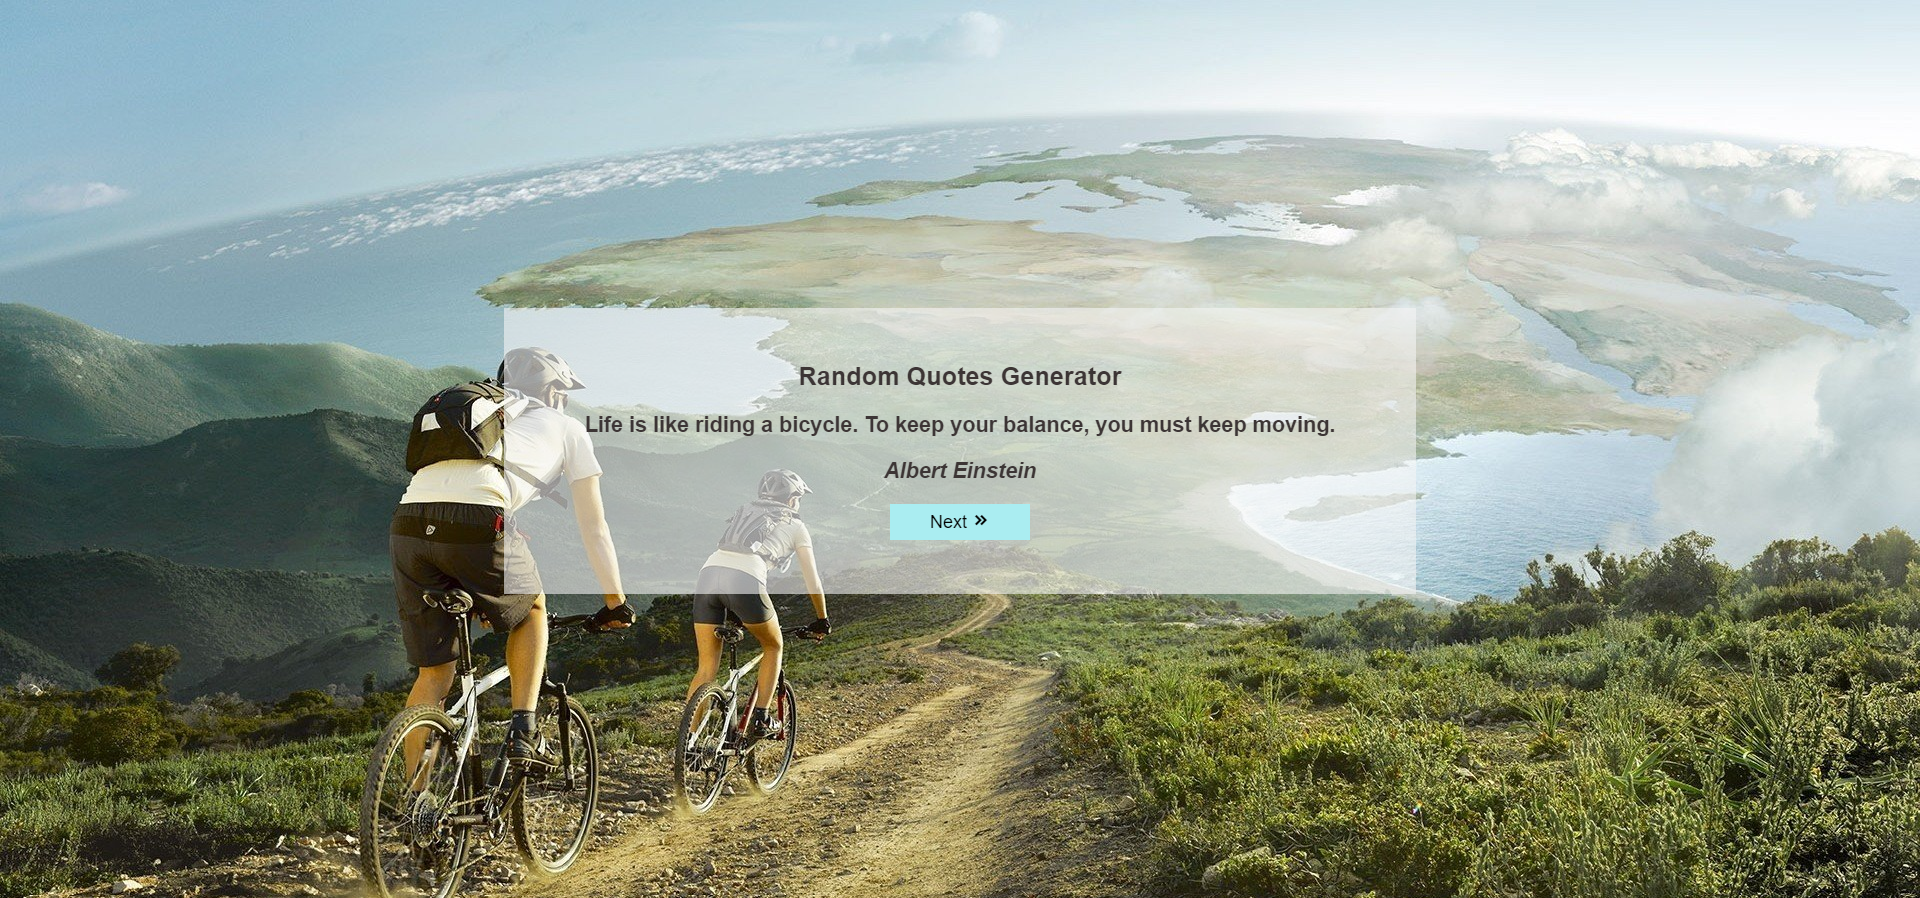 Random Quotes Generator
Life is like riding a bicycle. To keep your balance, you must keep moving.
Albert Einstein
Next »